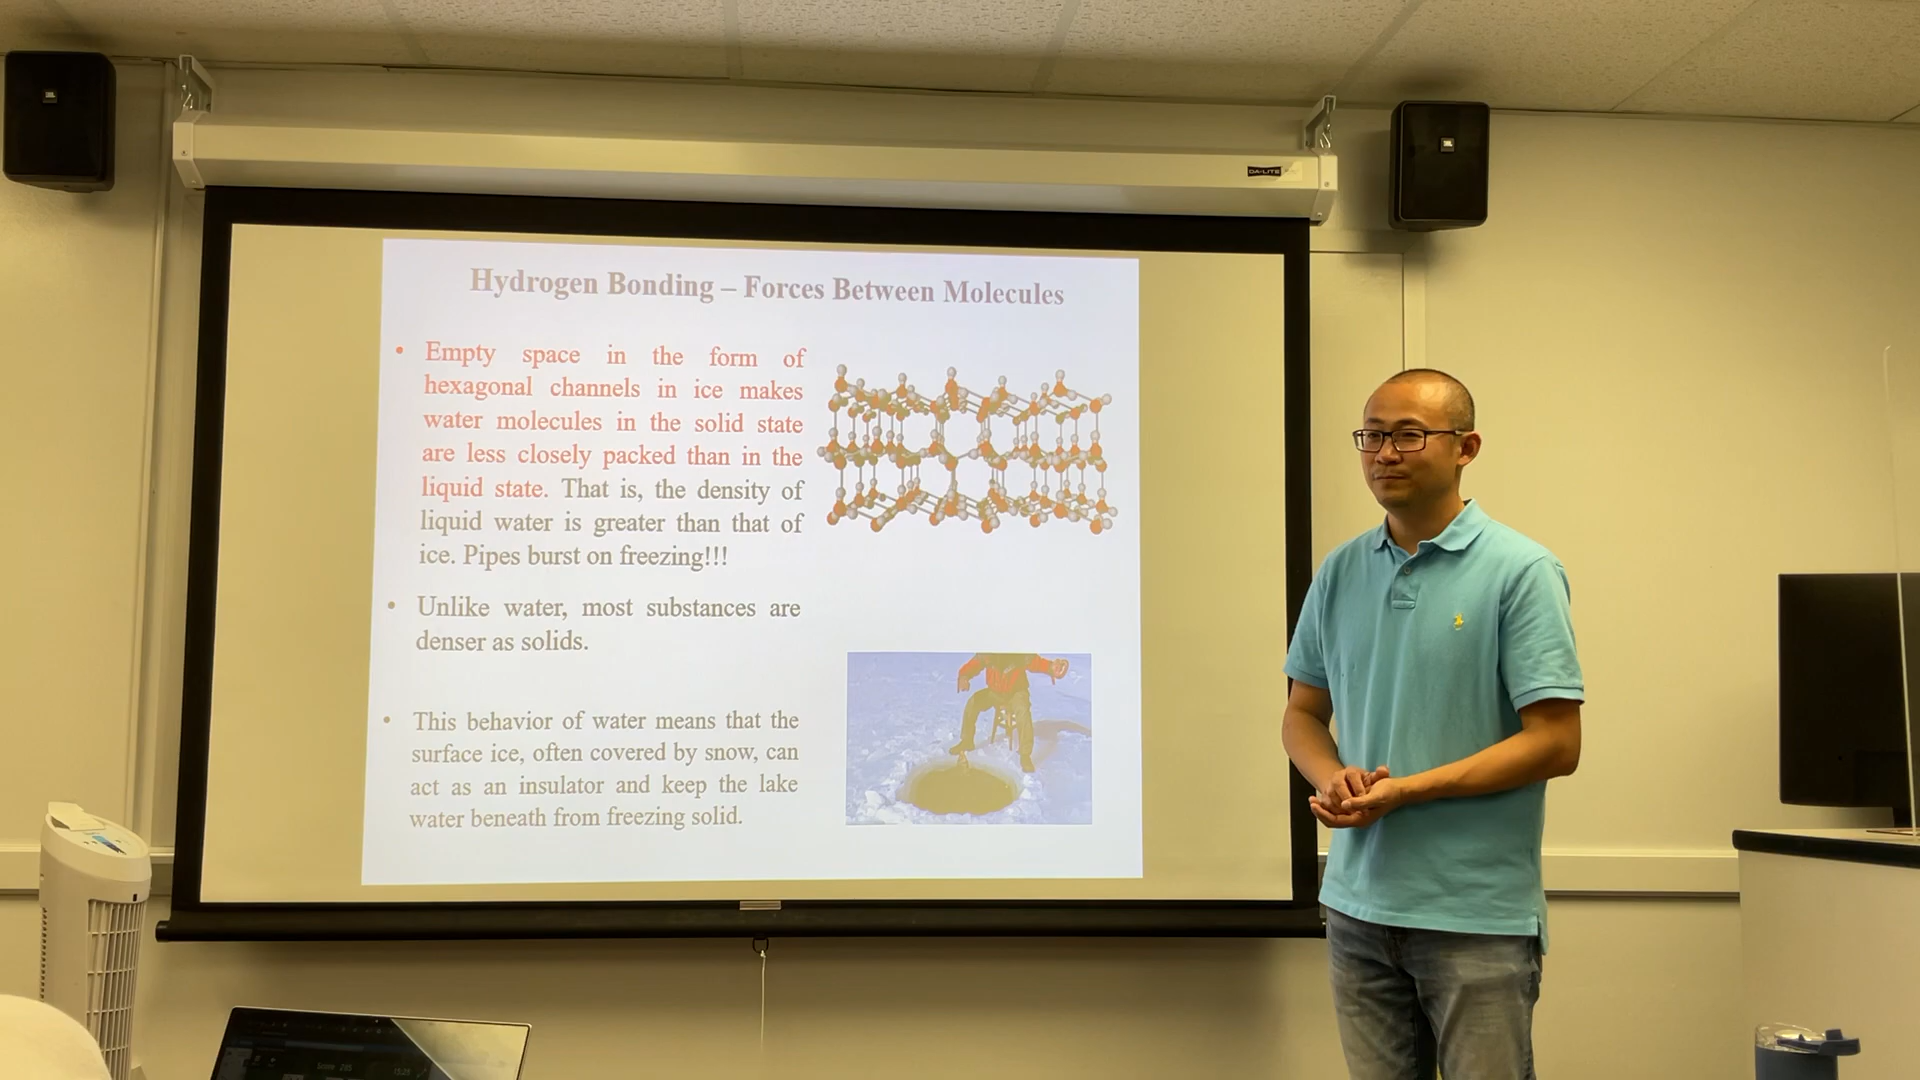 JBL
JBL
DA-LITE
Hydrogen Bonding – Forces Between Molecules
• Empty space in the form of
hexagonal channels in ice makes
water molecules in the solid state
are less closely packed than in the
liquid state. That is, the density of
liquid water is greater than that of
ice. Pipes burst on freezing!!!
• Unlike water, most substances are
denser as solids.
• This behavior of water means that the
surface ice, often covered by snow, can
act as an insulator and keep the lake
water beneath from freezing solid.
Score 285